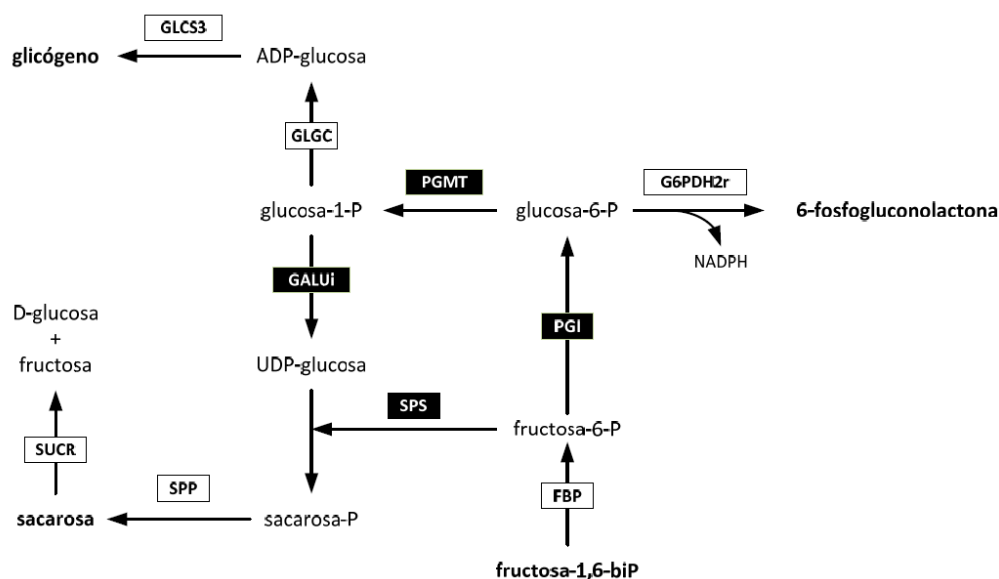 GLCS3
glicógeno
ADP-glucosa
GLGC
PGMT
G6PDH2r
glucosa-1-P
glucosa-6-P
6-fosfogluconolactona
NADPH
GALUi
D-glucosa
+
fructosa
PGI
UDP-glucosa
SPS
fructosa-6-P
SUCR
SPP
FBP
sacarosa
sacarosa-P
fructosa-1,6-biP